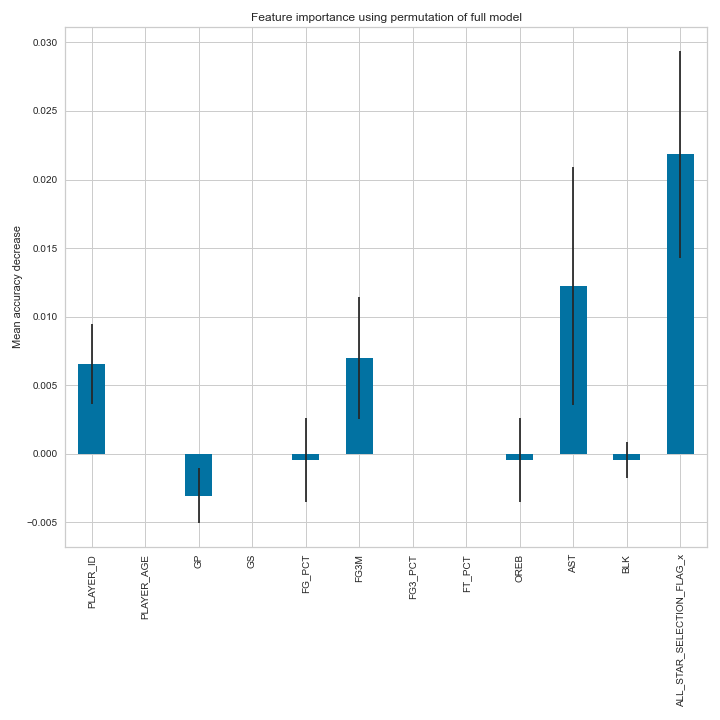 Feature importance using permutation of full model
0.030
0.025
0.020
0.015
0.010
0.005
0.000
−0.005
Mean accuracy decrease
PLAYER_ID
PLAYER_AGE
GP
GS
FG_PCT
FG3M
FG3_PCT
FT_PCT
OREB
AST
BLK
ALL_STAR_SELECTION_FLAG_x